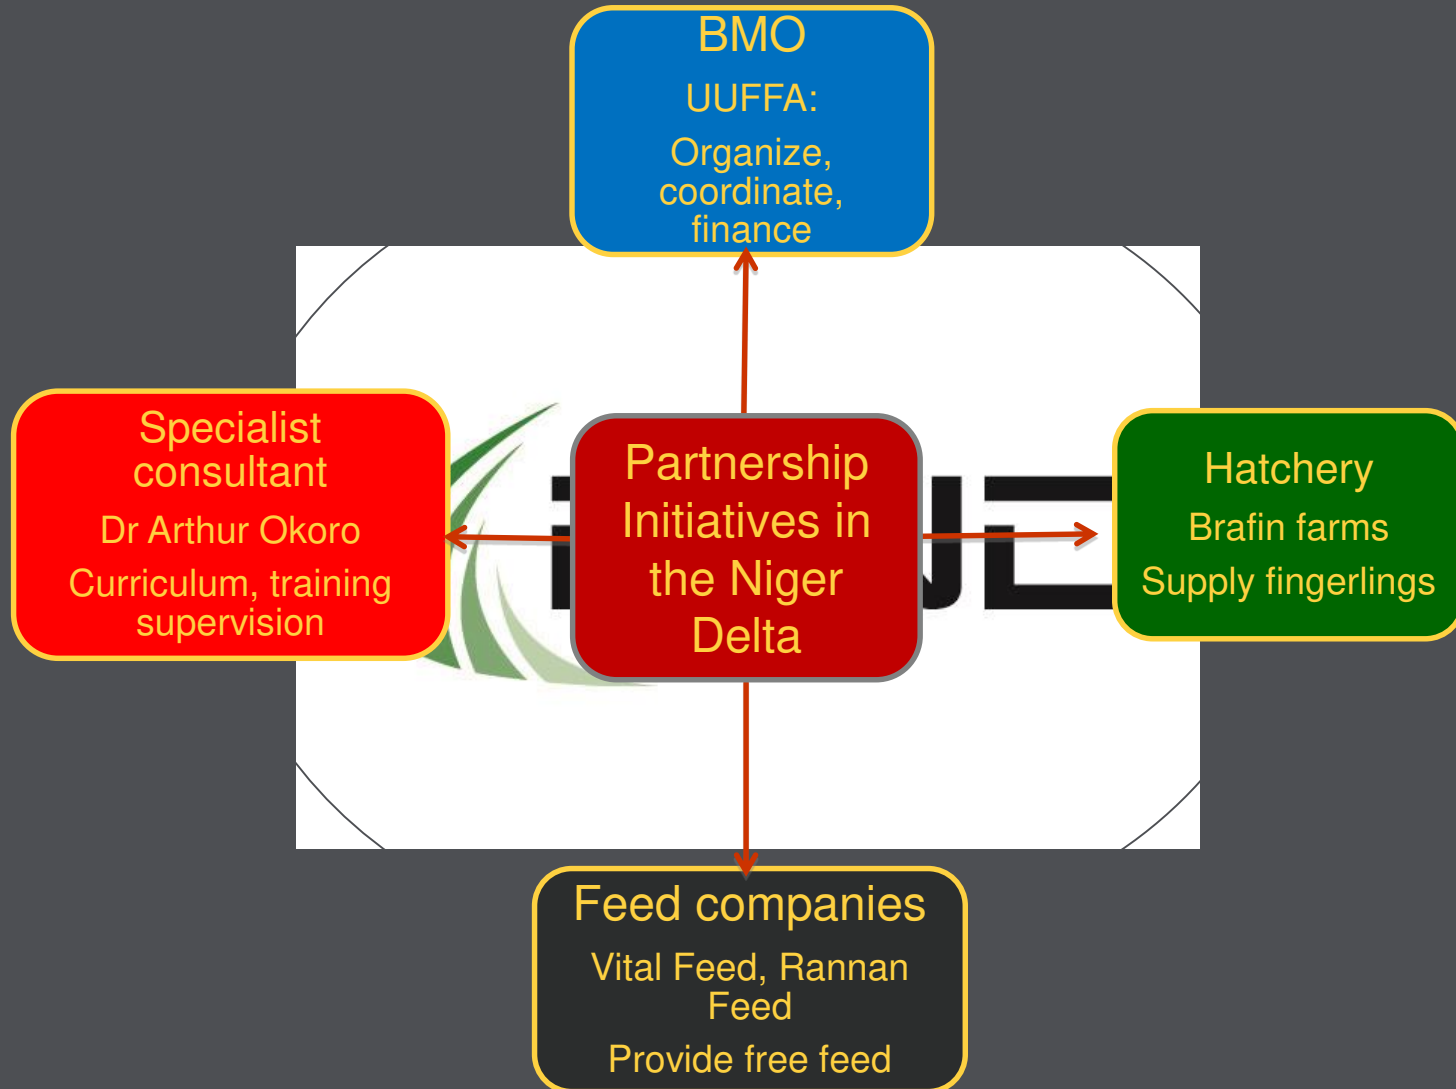 BMO
UUFFA:
Organize,
coordinate,
finance
Specialist
consultant
Dr Arthur Okoro
Curriculum, training
supervision
Partnership
Initiatives in
the Niger
Delta
Hatchery
Brafin farms
Supply fingerlings
Feed companies
Vital Feed, Rannan
Feed
Provide free feed